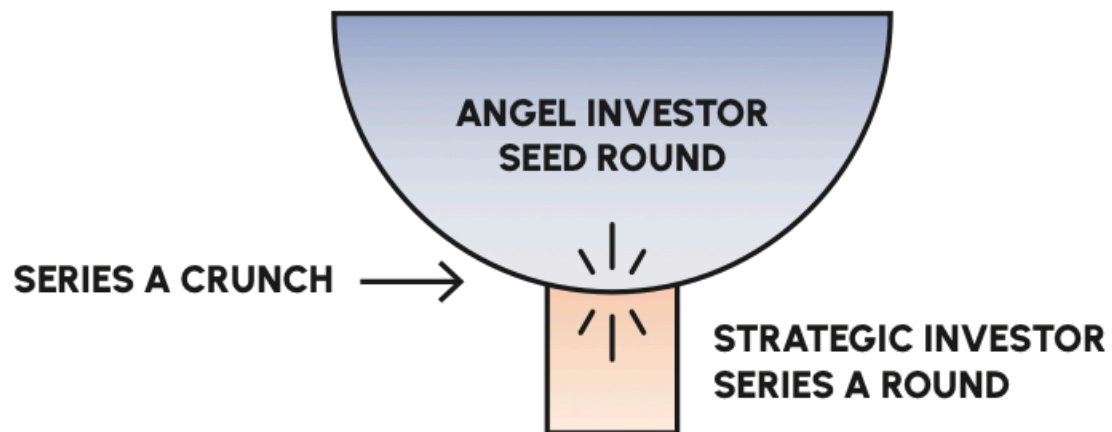 ANGEL INVESTOR
SEED ROUND
SERIES A CRUNCH
STRATEGIC INVESTOR
SERIES A ROUND